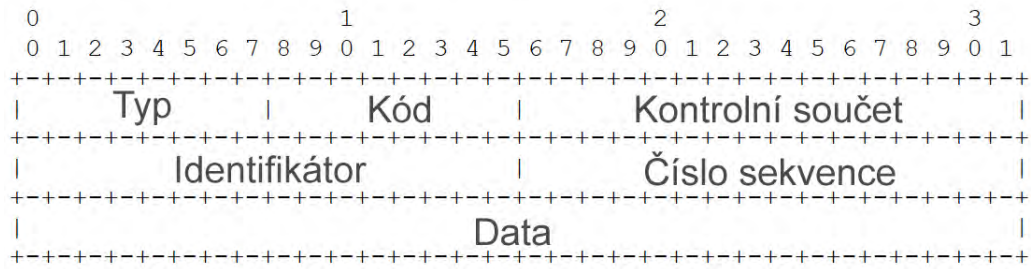 0 1 2 3
0 1 2 3 4 5 6 7 8 9 0 1 2 3 4 5 6 7 8 9 0 1 2 3 4 5 6 7 8 9 0 1
+-+-+-+-+-+-+-+-+-+-+-+-+-+-+-+-+-+-+-+-+-+-+-+-+-+-+-+-+-+-+-+-+
| Typ | Kód | Kontrolní součet |
+-+-+-+-+-+-+-+-+-+-+-+-+-+-+-+-+-+-+-+-+-+-+-+-+-+-+-+-+-+-+-+-+
| Identifikátor | Číslo sekvence |
+-+-+-+-+-+-+-+-+-+-+-+-+-+-+-+-+-+-+-+-+-+-+-+-+-+-+-+-+-+-+-+-+
| Data |
+-+-+-+-+-+-+-+-+-+-+-+-+-+-+-+-+-+-+-+-+-+-+-+-+-+-+-+-+-+-+-+-+